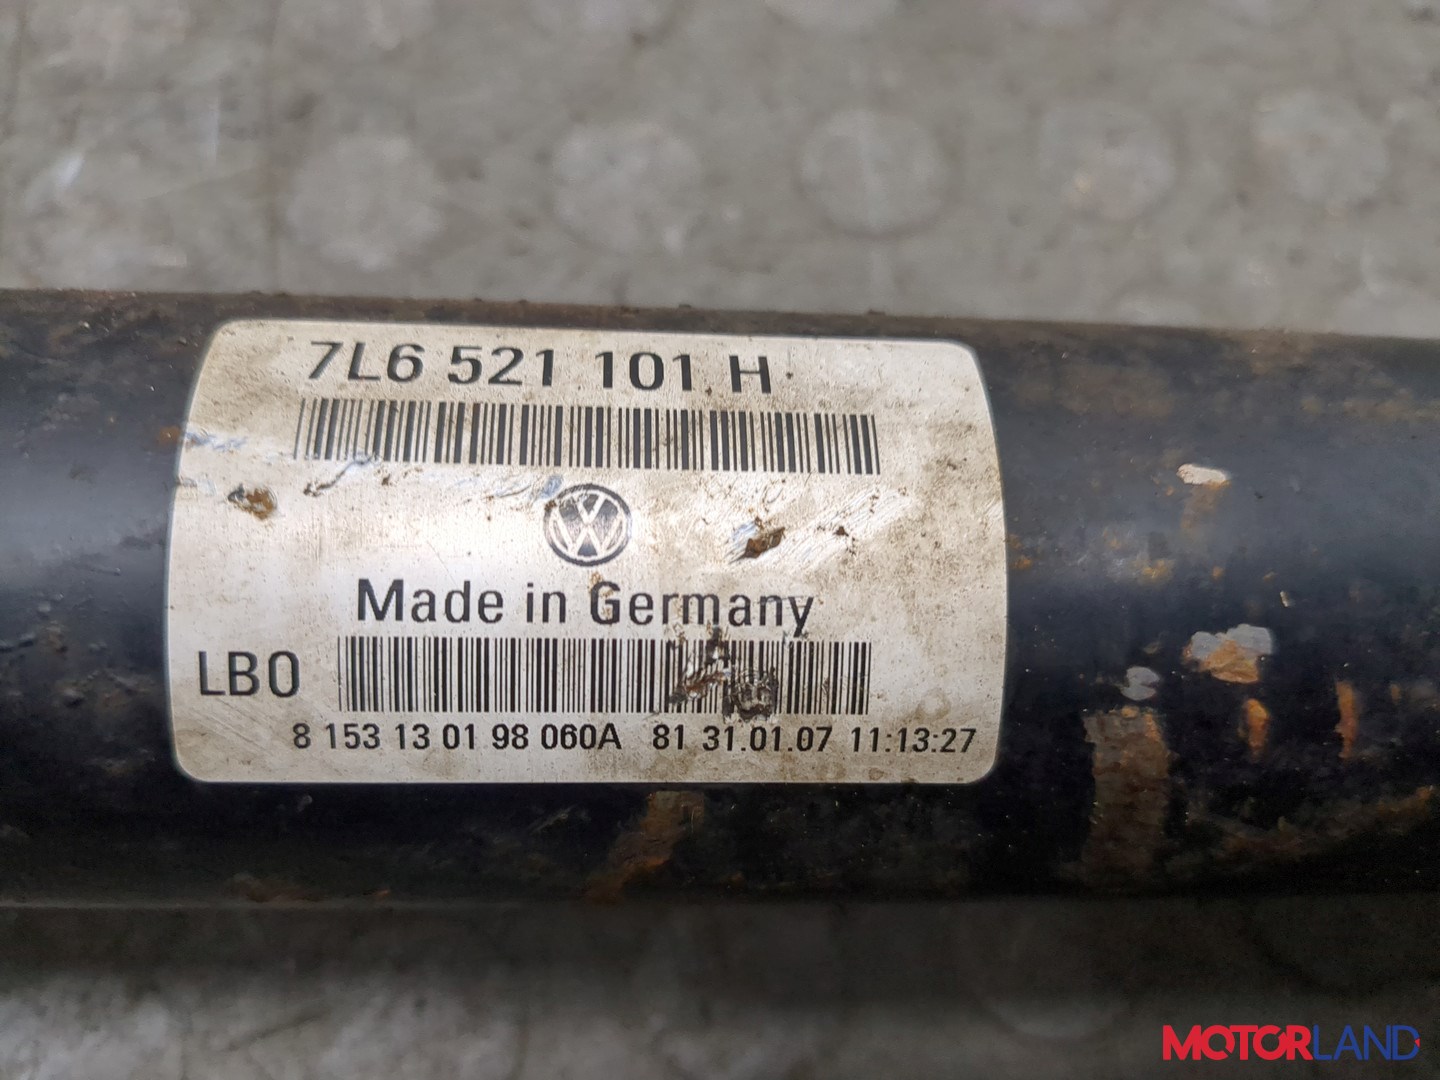 7L6 521 101 H
Made in Germany
LBO
8 153 13 01 98 060A 81 31.01.07 11:13:27
MOTORLAND